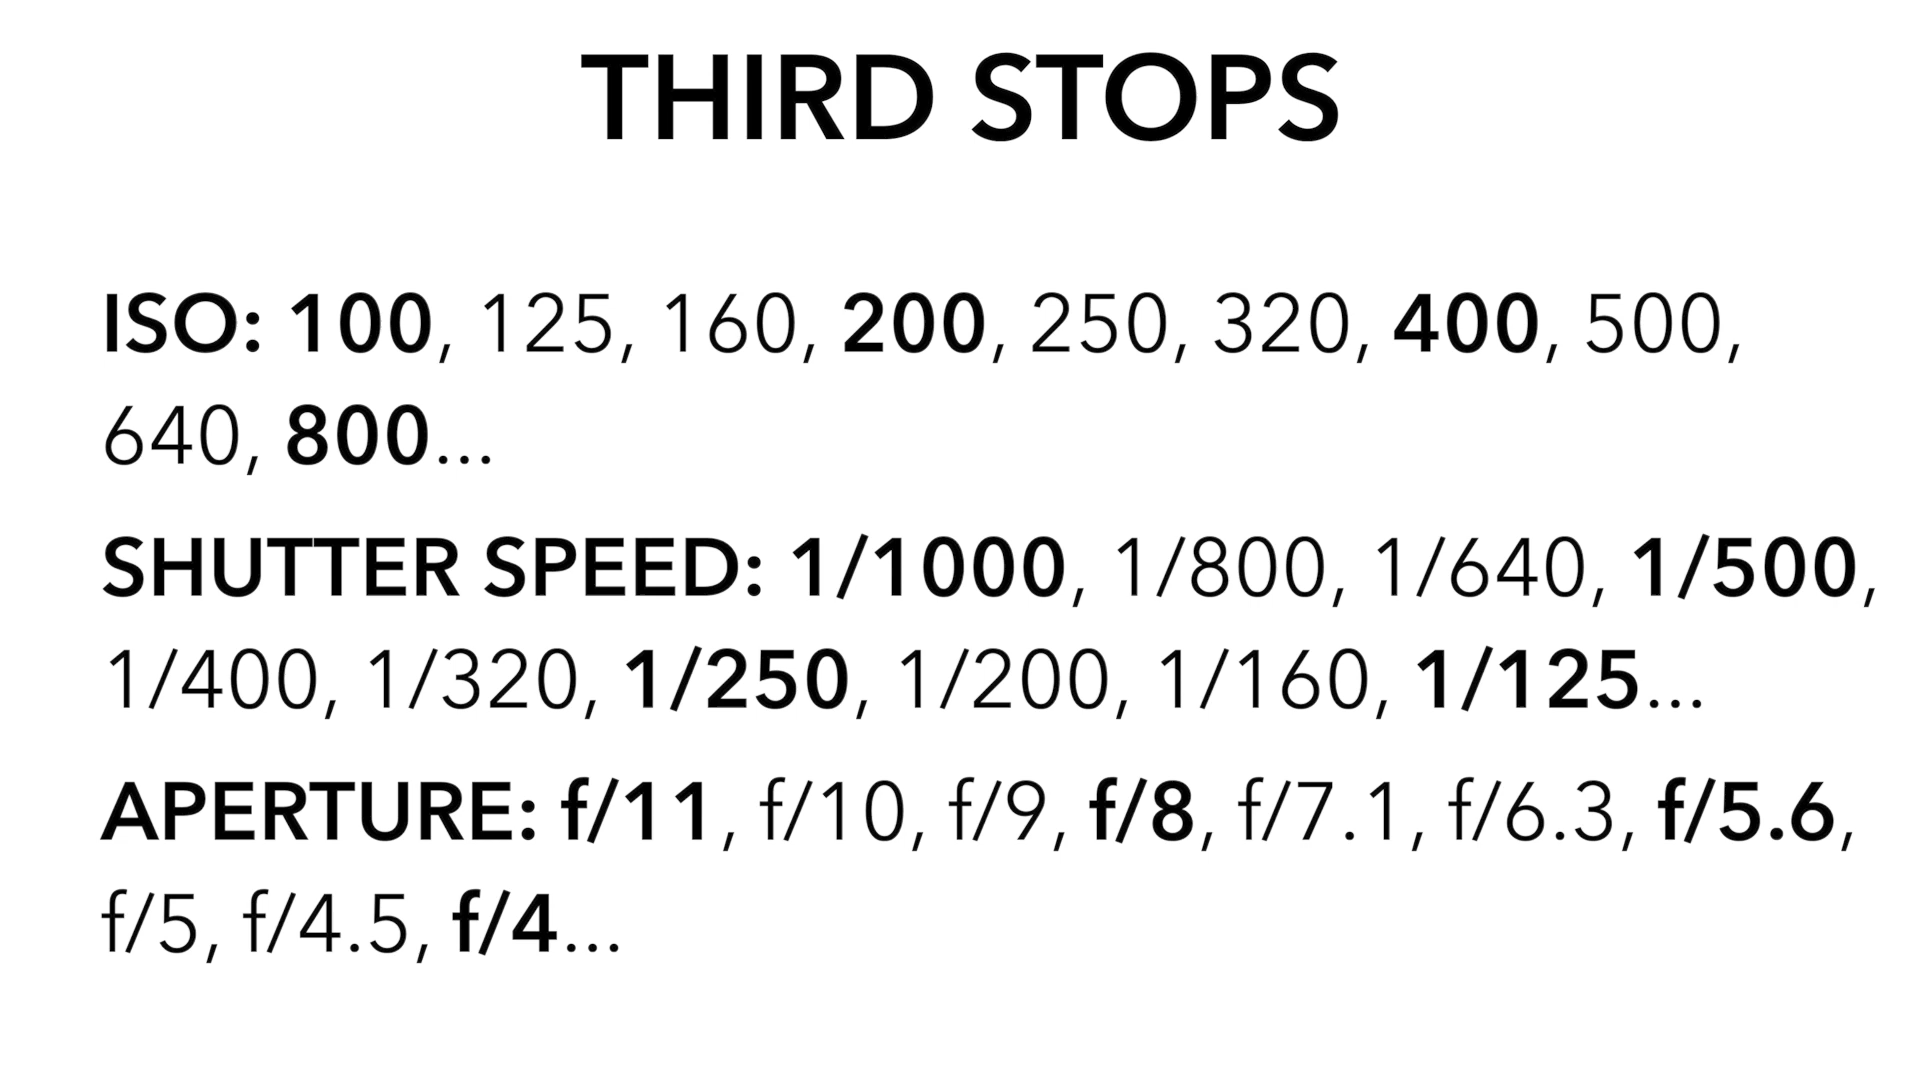 THIRD STOPS
ISO: 100, 125, 160, 200, 250, 320, 400, 500,
640, 800...
SHUTTER SPEED: 1/1000, 1/800, 1/640, 1/500,
1/400, 1/320, 1/250, 1/200, 1/160, 1/125...
APERTURE: f/11, f/10, f/9, f/8, f/7.1, f/6.3, f/5.6,
f/5, f/4.5, f/4...